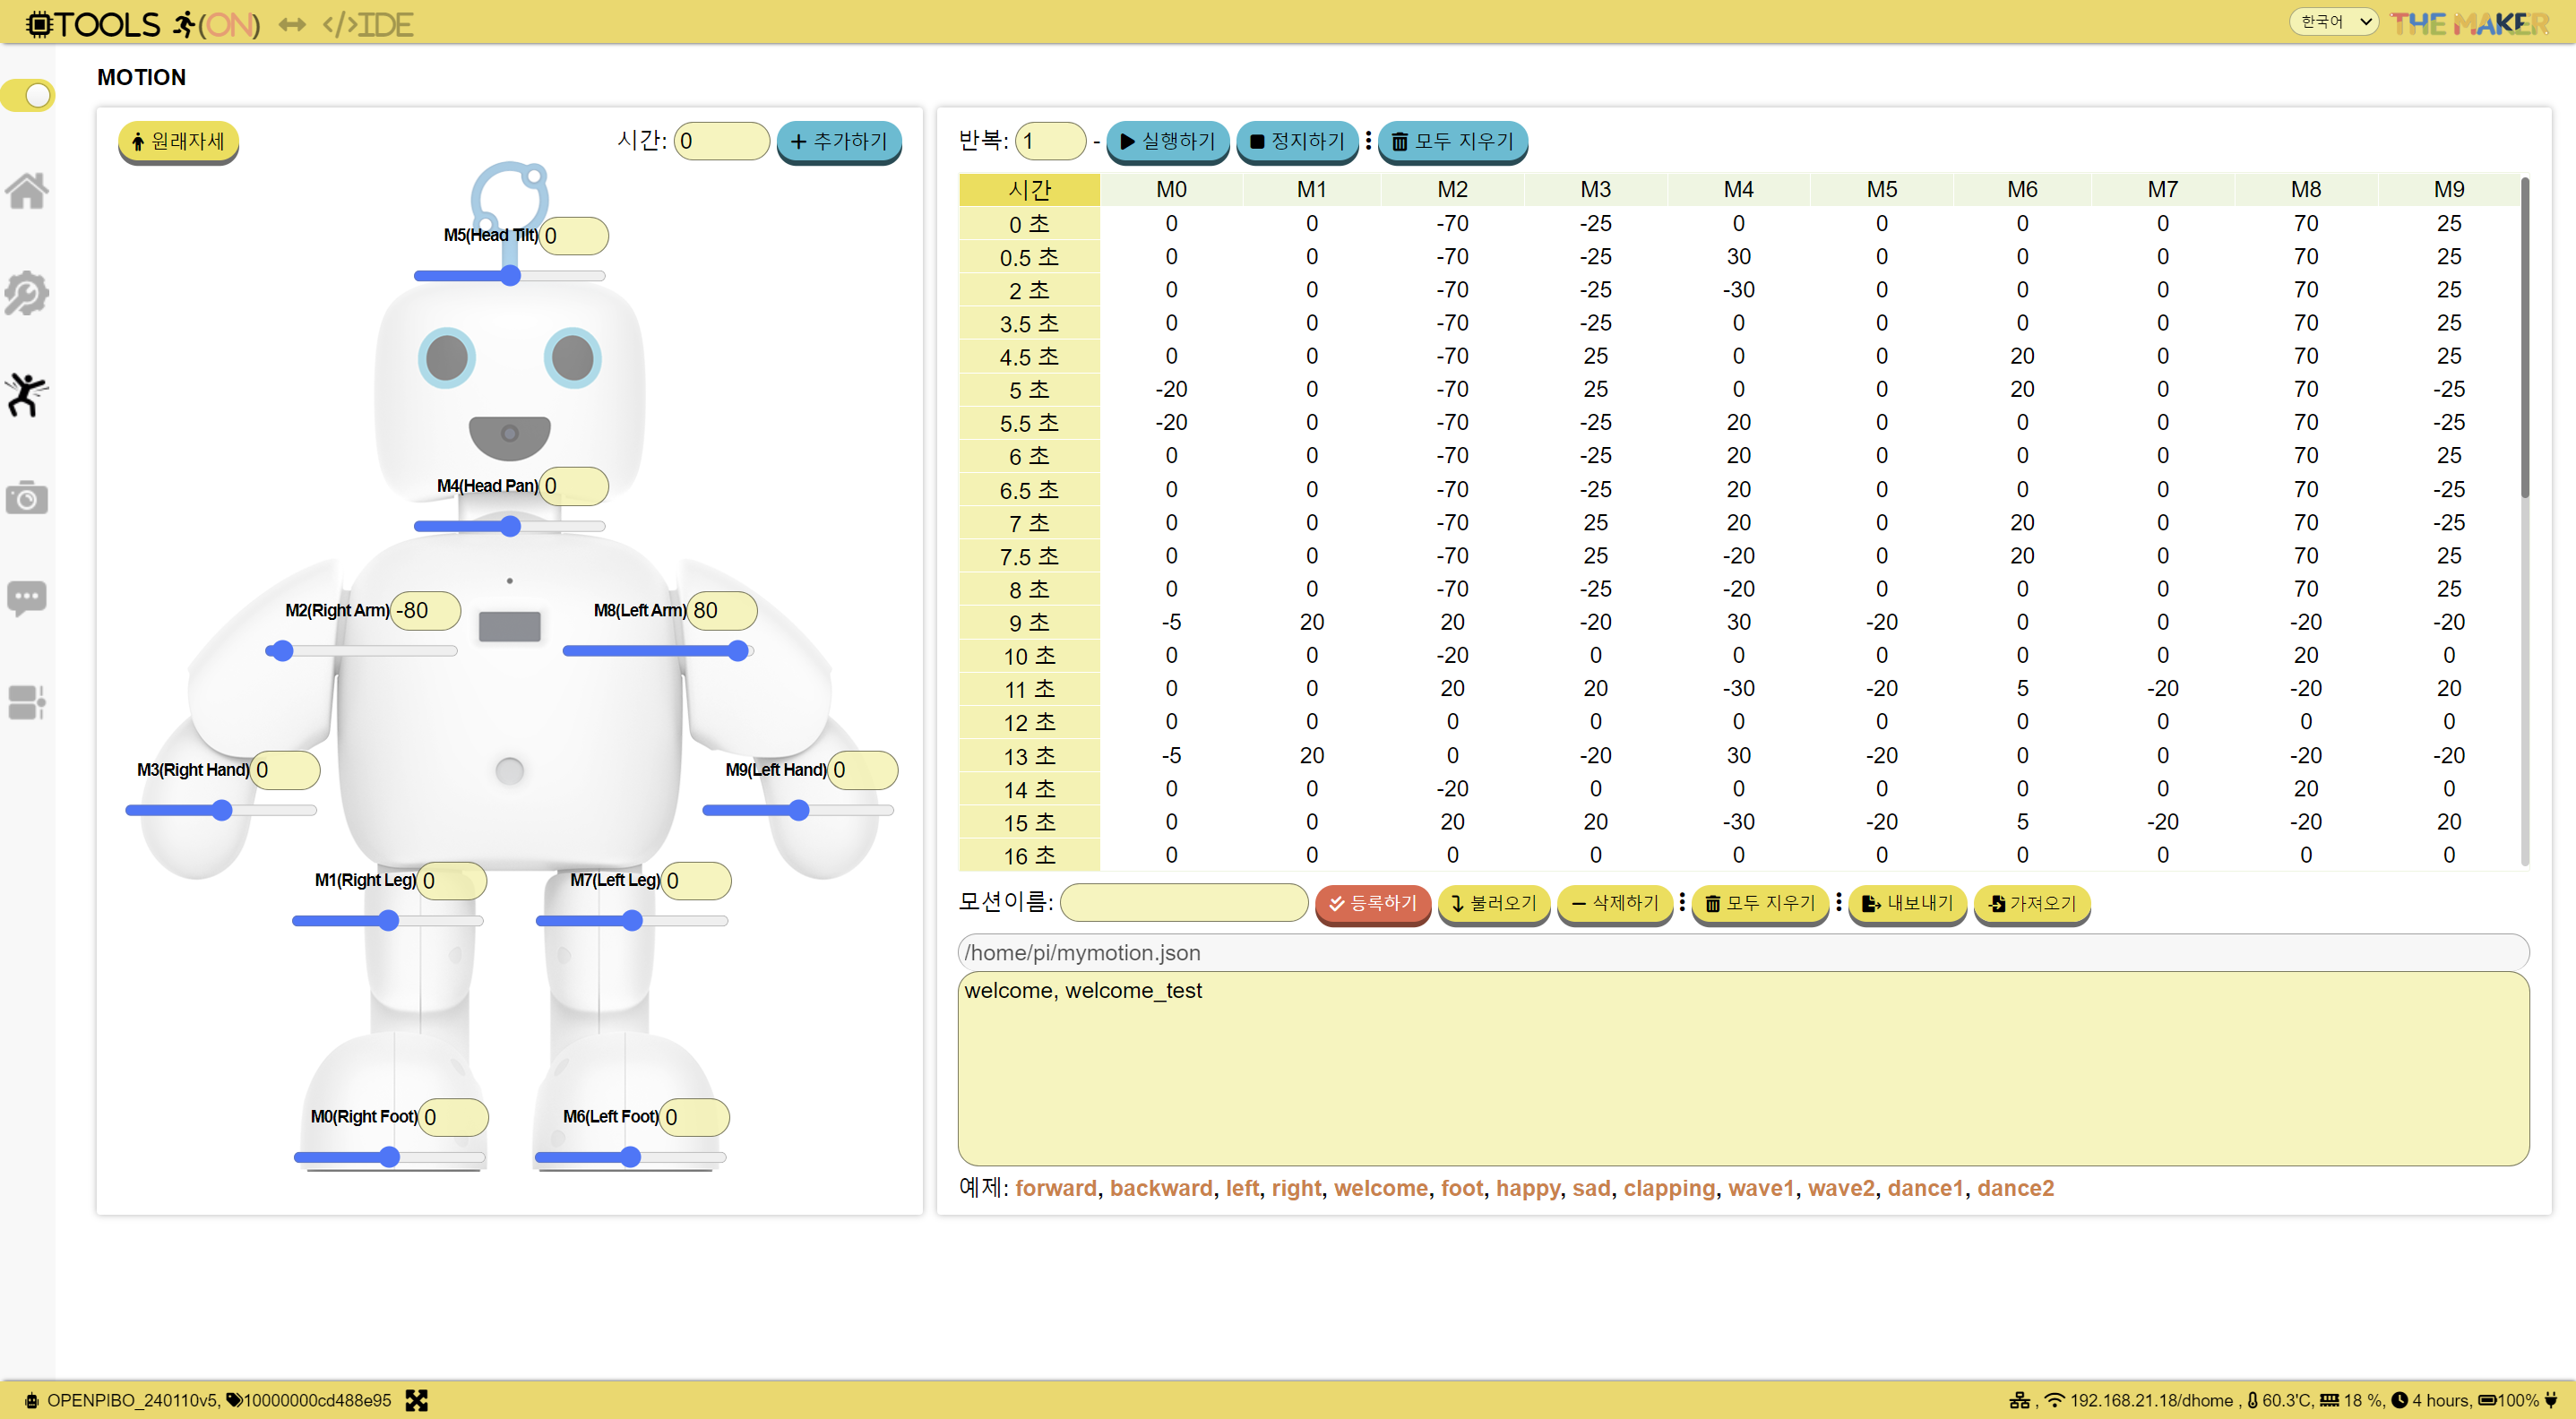 TOOLS (ON) </>IDE 한국어 THE MAKER
MOTION
원래자세 시간: 0 + 추가하기
M5(Head Tilt) 0
M4(Head Pan) 0
M2(Right Arm) -80 M8(Left Arm) 80
M3(Right Hand) 0 M9(Left Hand) 0
M1(Right Leg) 0 M7(Left Leg) 0
M0(Right Foot) 0 M6(Left Foot) 0
반복: 1 - 실행하기 정지하기 모두 지우기
시간 M0 M1 M2 M3 M4 M5 M6 M7 M8 M9
0 초 0 0 -70 -25 0 0 0 0 70 25
0.5 초 0 0 -70 -25 30 0 0 0 70 25
2 초 0 0 -70 -25 -30 0 0 0 70 25
3.5 초 0 0 -70 -25 0 0 0 0 70 25
4.5 초 0 0 -70 25 0 0 20 0 70 25
5 초 -20 0 -70 25 0 0 20 0 70 -25
5.5 초 -20 0 -70 -25 20 0 0 0 70 -25
6 초 0 0 -70 -25 20 0 0 0 70 25
6.5 초 0 0 -70 -25 20 0 0 0 70 -25
7 초 0 0 -70 25 20 0 20 0 70 -25
7.5 초 0 0 -70 25 -20 0 20 0 70 25
8 초 0 0 -70 -25 -20 0 0 0 70 25
9 초 -5 20 20 -20 30 -20 0 0 -20 -20
10 초 0 0 -20 0 0 0 0 0 20 0
11 초 0 0 20 20 -30 -20 5 -20 -20 20
12 초 0 0 0 0 0 0 0 0 0 0
13 초 -5 20 0 -20 30 -20 0 0 -20 -20
14 초 0 0 -20 0 0 0 0 0 20 0
15 초 0 0 20 20 -30 -20 5 -20 -20 20
16 초 0 0 0 0 0 0 0 0 0 0
모션이름: 등록하기 불러오기 삭제하기 모두 지우기 내보내기 가져오기
/home/pi/mymotion.json
welcome, welcome_test
예제: forward, backward, left, right, welcome, foot, happy, sad, clapping, wave1, wave2, dance1, dance2
OPENPIBO_240110v5, 10000000cd488e95 , 192.168.21.18/dhome , 60.3'C, 18 %, 4 hours, 100%